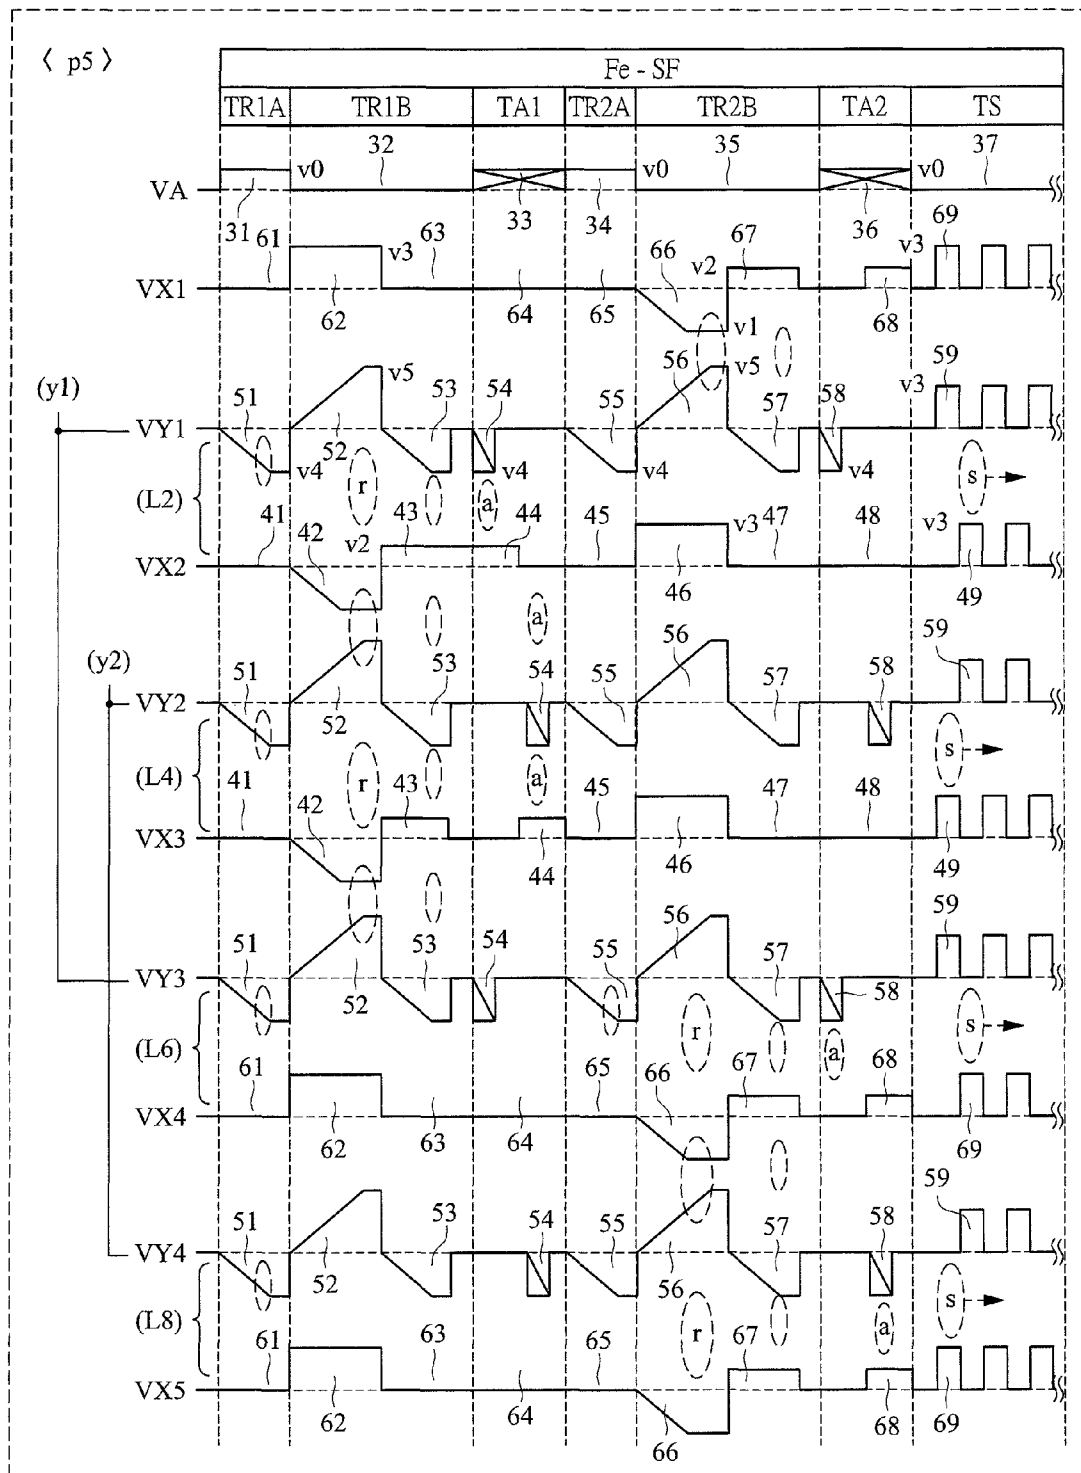 〈 p5 〉
Fe - SF
TR1A TR1B TA1 TR2A TR2B TA2 TS
32 35 37
v0 v0 v0
VA
31 33 34 36
61 v3 63 66 v2 67 v3 69
VX1
62 64 65 v1 68
(y1)
51 v5 53 54 55 56 v5 57 58 v3 59
VY1
v4 52 v4 v4 v4
(L2) r a s
41 42 v2 43 44 45 v3 47 48 v3
VX2
46 49
a
(y2)
51 53 54 55 56 57 58 59
VY2
52
(L4) r a s
41 42 43 45 47 48
VX3
44 46 49
51 53 54 55 56 57 59
VY3
52 58
(L6) r a s
61 65 66 67 68
VX4
62 63 64 69
51 53 54 55 57 58 59
VY4
52 56
(L8) r a s
61 63 65 67
VX5
62 64 66 68 69